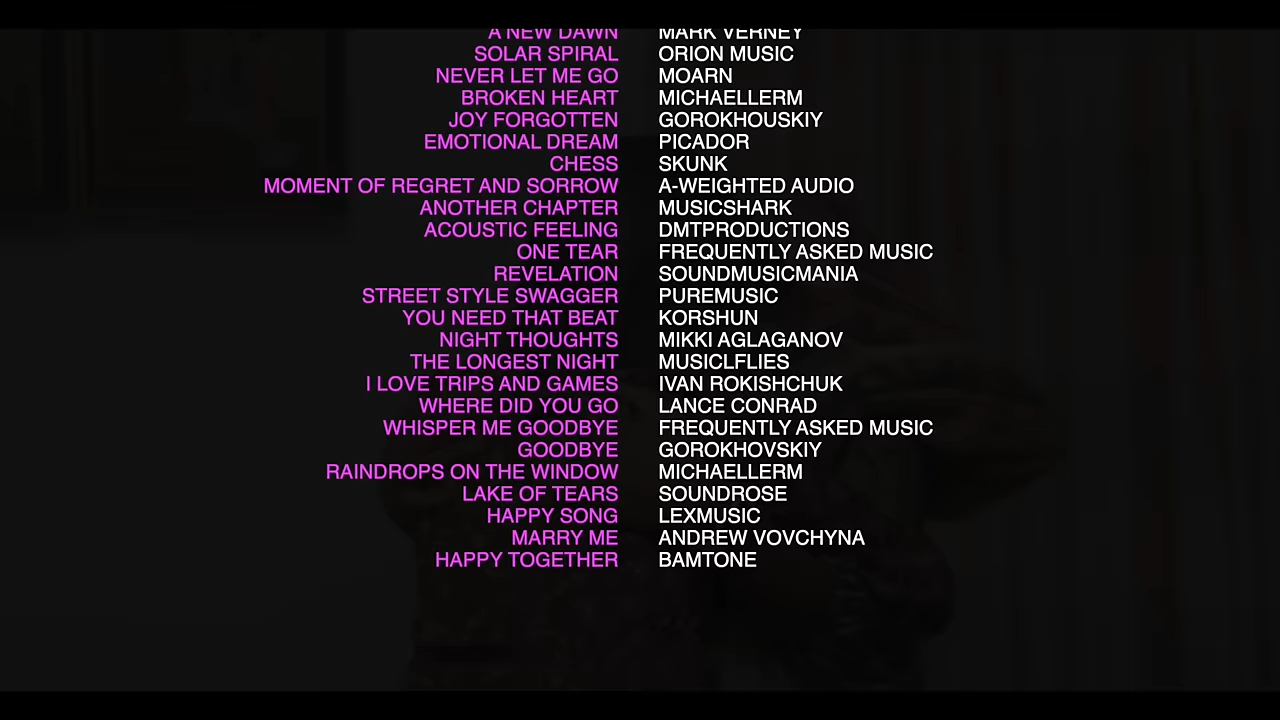 A NEW DAWN MARK VERNEY
SOLAR SPIRAL ORION MUSIC
NEVER LET ME GO MOARN
BROKEN HEART MICHAELLERM
JOY FORGOTTEN GOROKHOUSKIY
EMOTIONAL DREAM PICADOR
CHESS SKUNK
MOMENT OF REGRET AND SORROW A-WEIGHTED AUDIO
ANOTHER CHAPTER MUSICSHARK
ACOUSTIC FEELING DMTPRODUCTIONS
ONE TEAR FREQUENTLY ASKED MUSIC
REVELATION SOUNDMUSICMANIA
STREET STYLE SWAGGER PUREMUSIC
YOU NEED THAT BEAT KORSHUN
NIGHT THOUGHTS MIKKI AGLAGANOV
THE LONGEST NIGHT MUSICLFLIES
I LOVE TRIPS AND GAMES IVAN ROKISHCHUK
WHERE DID YOU GO LANCE CONRAD
WHISPER ME GOODBYE FREQUENTLY ASKED MUSIC
GOODBYE GOROKHOVSKIY
RAINDROPS ON THE WINDOW MICHAELLERM
LAKE OF TEARS SOUNDROSE
HAPPY SONG LEXMUSIC
MARRY ME ANDREW VOVCHYNA
HAPPY TOGETHER BAMTONE